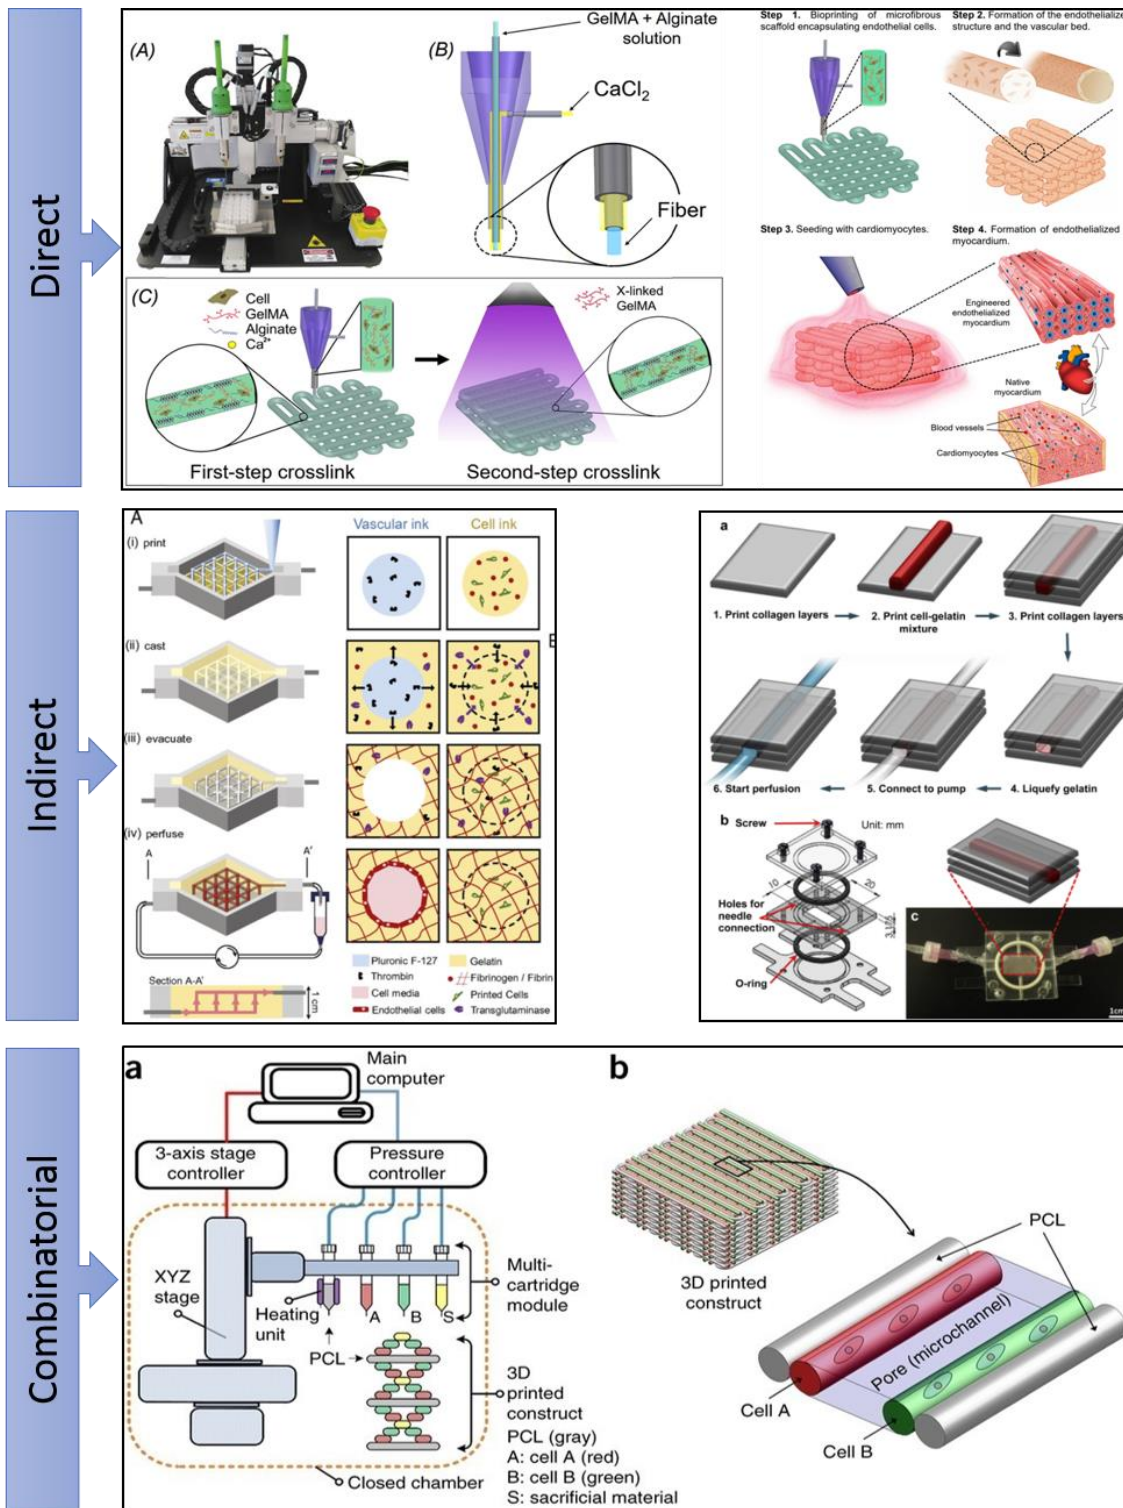 Direct
(A)
(B)
GelMA + Alginate
solution
CaCl2
Fiber
(C)
Cell
GelMA
Alginate
Ca2+
X-linked
GelMA
First-step crosslink
Second-step crosslink
Step 1. Bioprinting of microfibrous
scaffold encapsulating endothelial cells.
Step 2. Formation of the endothelialize
structure and the vascular bed.
Step 3. Seeding with cardiomyocytes.
Step 4. Formation of endothelialized
myocardium.
Engineered
endothelialized
myocardium
Native
myocardium
Blood vessels
Cardiomyocytes
Indirect
A
Vascular ink
Cell ink
(i) print
(ii) cast
(iii) evacuate
(iv) perfuse
A
A'
Section A-A'
1 cm
Pluronic F-127
Gelatin
Thrombin
Fibrinogen / Fibrin
Cell media
Printed Cells
Endothelial cells
Transglutaminase
a
1. Print collagen layers
2. Print cell-gelatin
mixture
3. Print collagen layers
6. Start perfusion
5. Connect to pump
4. Liquefy gelatin
b
Screw
Unit: mm
10
20
Holes for
needle
connection
O-ring
c
1cm
Combinatorial
a
Main
computer
3-axis stage
controller
Pressure
controller
XYZ
stage
Heating
unit
A
B
S
Multi-
cartridge
module
PCL
3D
printed
construct
PCL (gray)
A: cell A (red)
B: cell B (green)
S: sacrificial material
Closed chamber
b
3D printed
construct
PCL
Pore (microchannel)
Cell A
Cell B